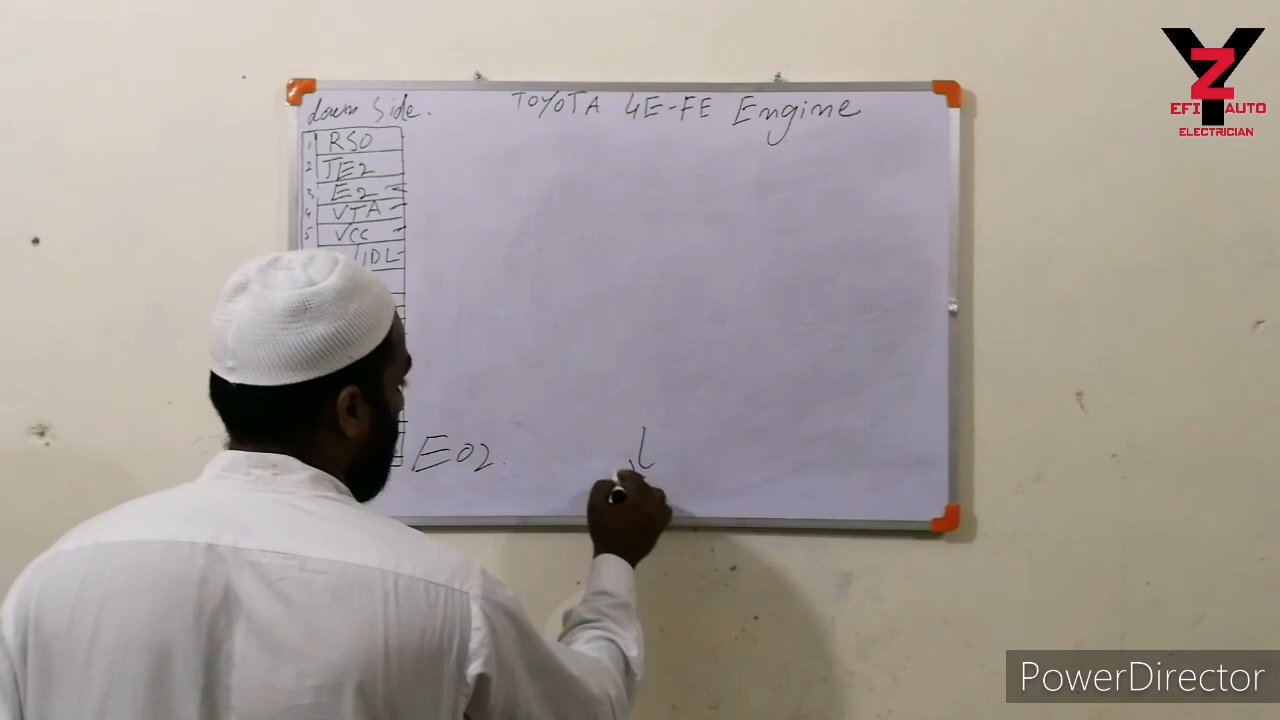 down side.
TOYOTA 4E-FE Engine
1 RSO
2 TE2
3 E2
4 VTA
5 VCC
IDL
E02.
YZ
EFI AUTO
ELECTRICIAN
PowerDirector